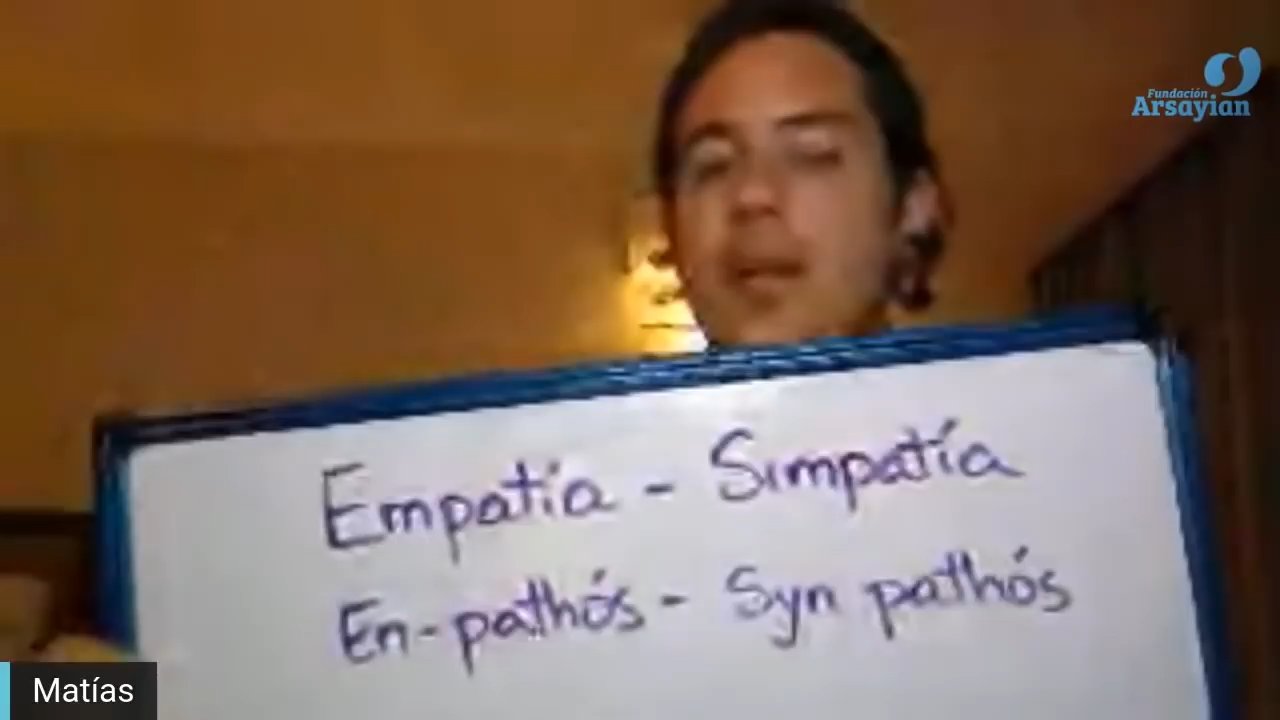 Fundación
Arsayian
Empatía - Simpatía
En-pathós - Syn pathós
Matías